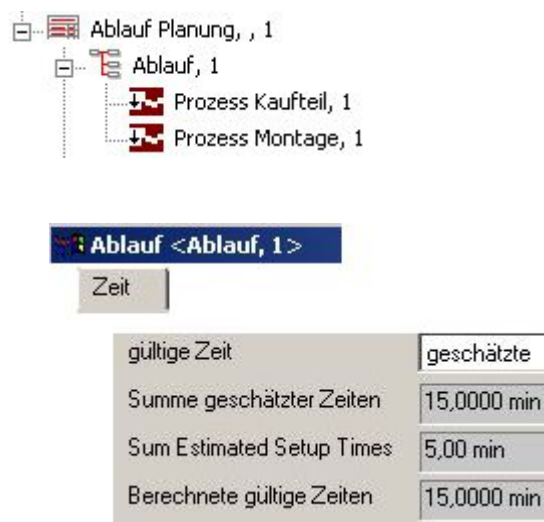 Ablauf Planung, , 1
Ablauf, 1
Prozess Kaufteil, 1
Prozess Montage, 1
Ablauf <Ablauf, 1>
Zeit
gültige Zeit geschätzte
Summe geschätzter Zeiten 15,0000 min
Sum Estimated Setup Times 5,00 min
Berechnete gültige Zeiten 15,0000 min